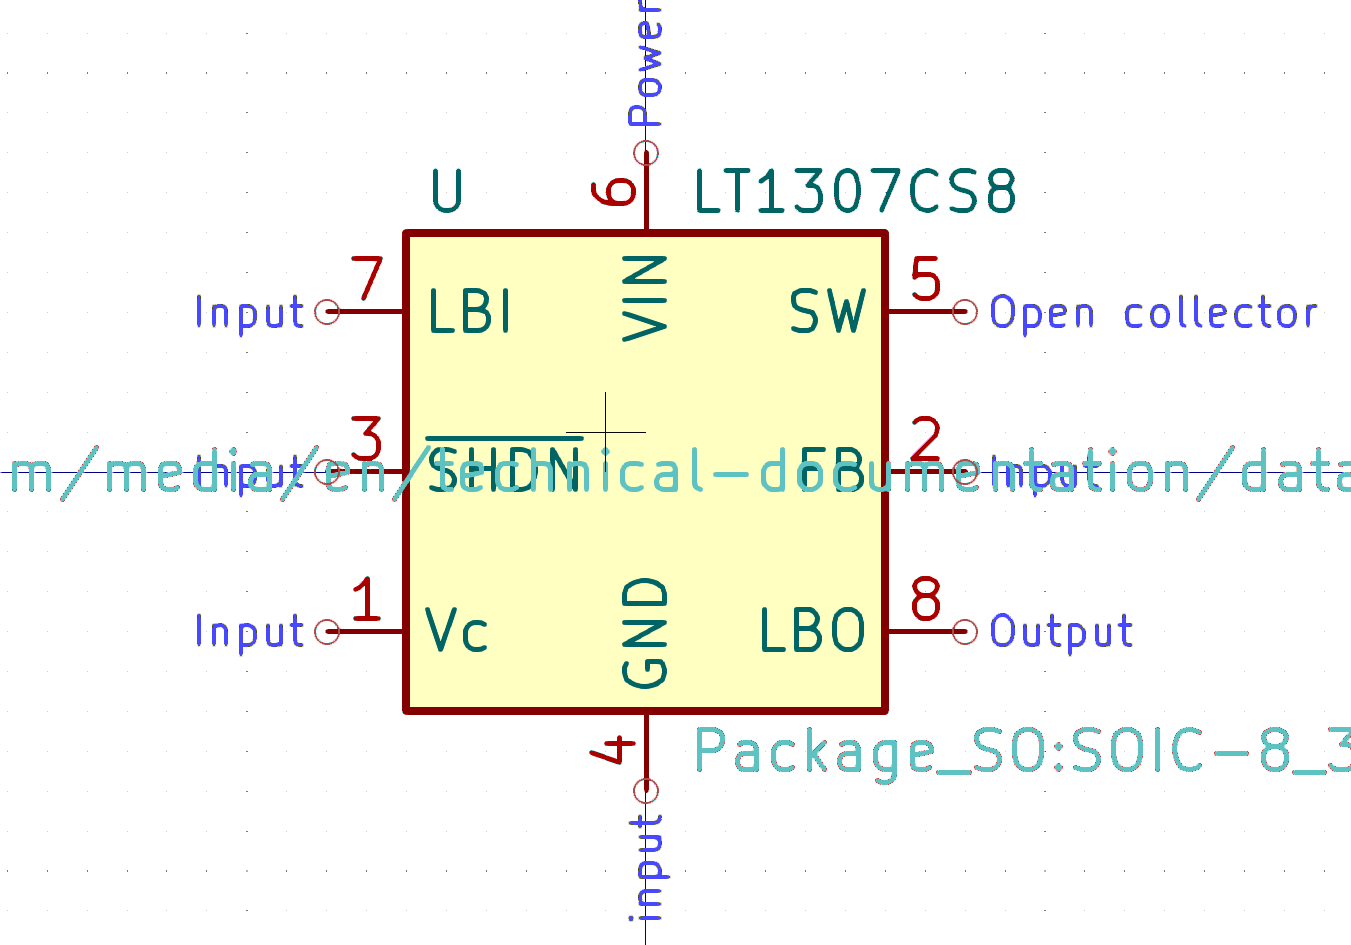 Power
U
6
LT1307CS8
7
5
Input
LBI
VIN
SW
Open collector
3
2
Input
SHDN
FB
Input
m/media/en/technical-documentation/data
1
8
Input
Vc
GND
LBO
Output
4
Package_SO:SOIC-8_3
input